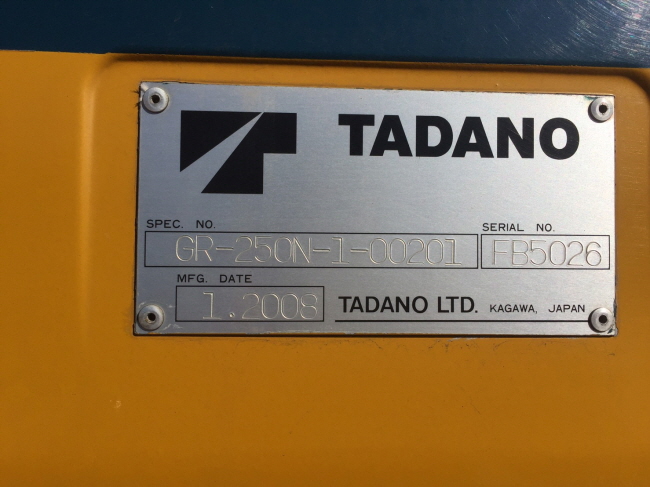 TADANO
SPEC. NO.
GR-250N-1-00201
SERIAL NO.
FB5026
MFG. DATE
1.2008
TADANO LTD. KAGAWA, JAPAN